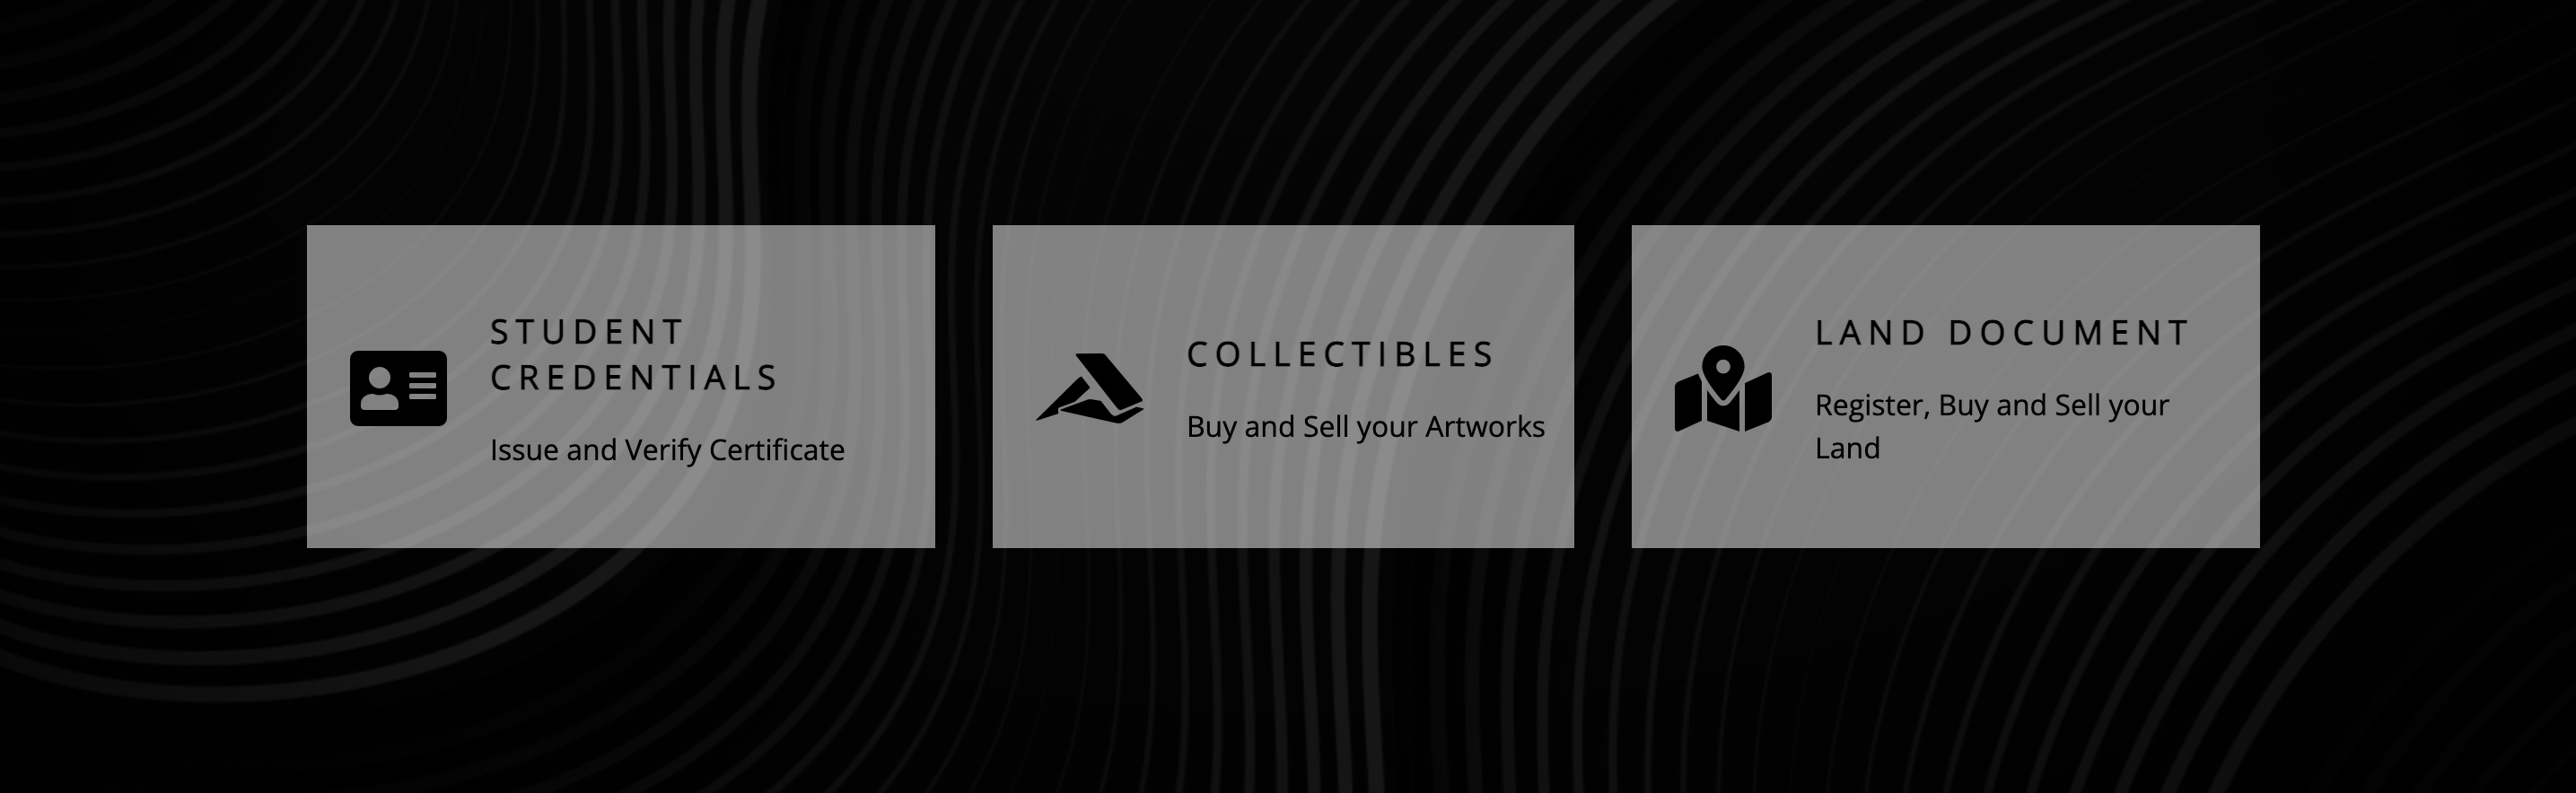 STUDENT
CREDENTIALS
Issue and Verify Certificate
COLLECTIBLES
Buy and Sell your Artworks
LAND DOCUMENT
Register, Buy and Sell your
Land